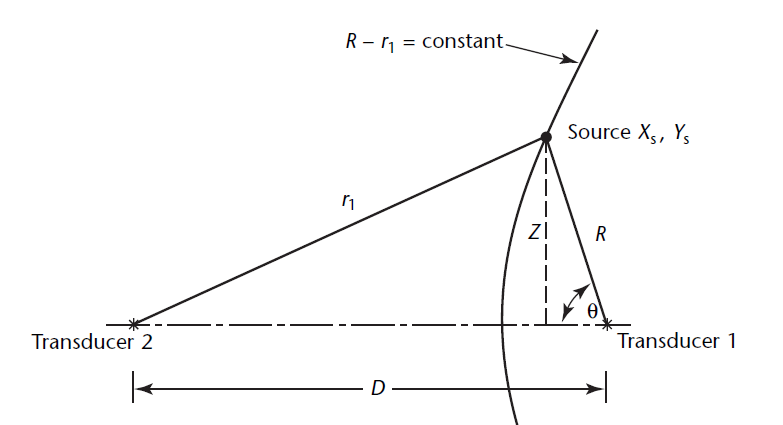 R – r₁ = constant
Source Xₛ, Yₛ
r₁
Z
R
θ
Transducer 2
Transducer 1
D